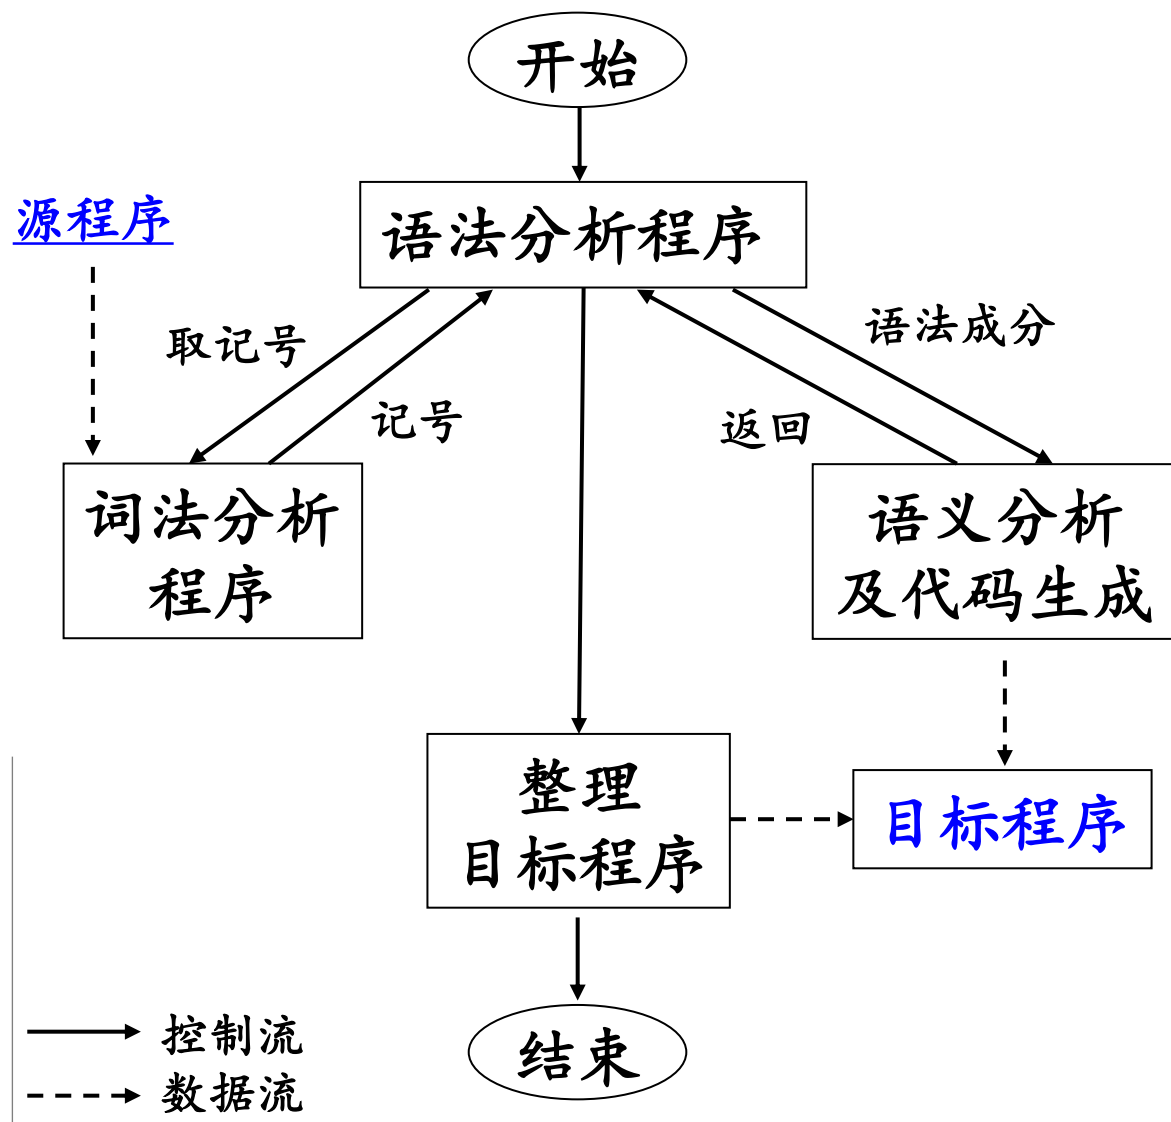 开始
源程序
语法分析程序
取记号
语法成分
记号
返回
词法分析
程序
语义分析
及代码生成
整理
目标程序
目标程序
控制流
结束
数据流